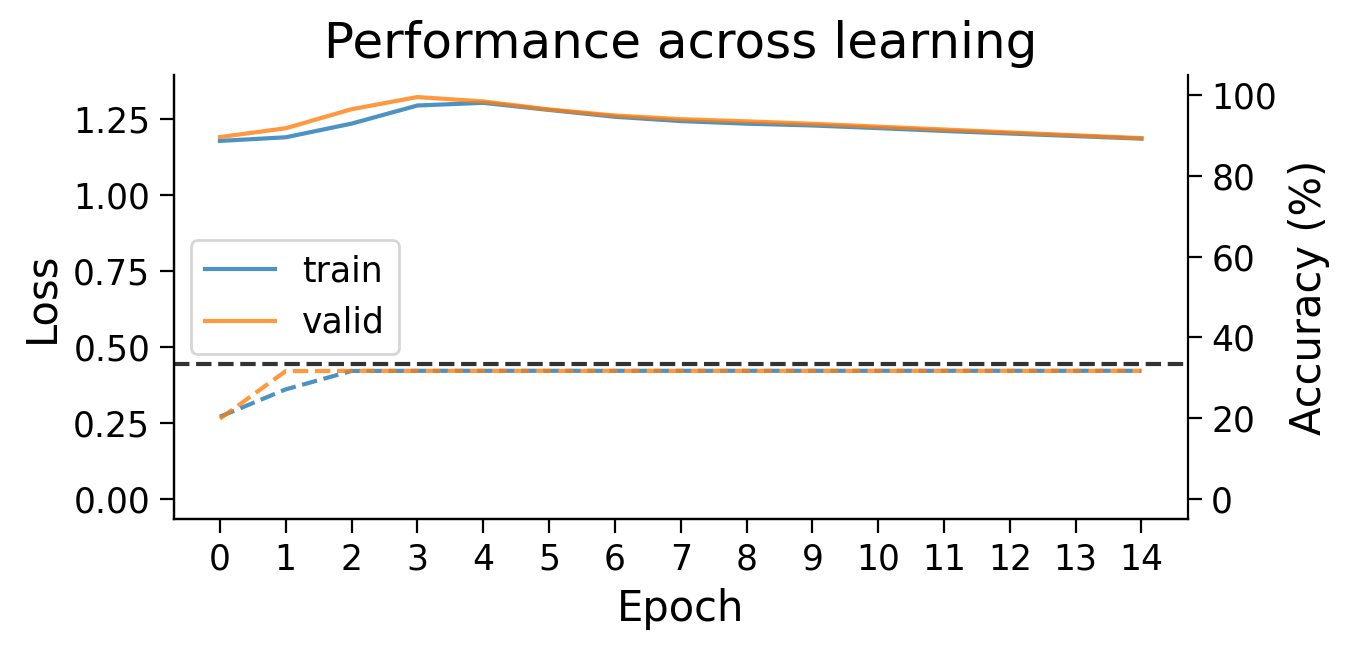 Performance across learning
Loss
1.25
1.00
0.75
0.50
0.25
0.00
train
valid
100
80
60
40
20
0
Accuracy (%)
0 1 2 3 4 5 6 7 8 9 10 11 12 13 14
Epoch